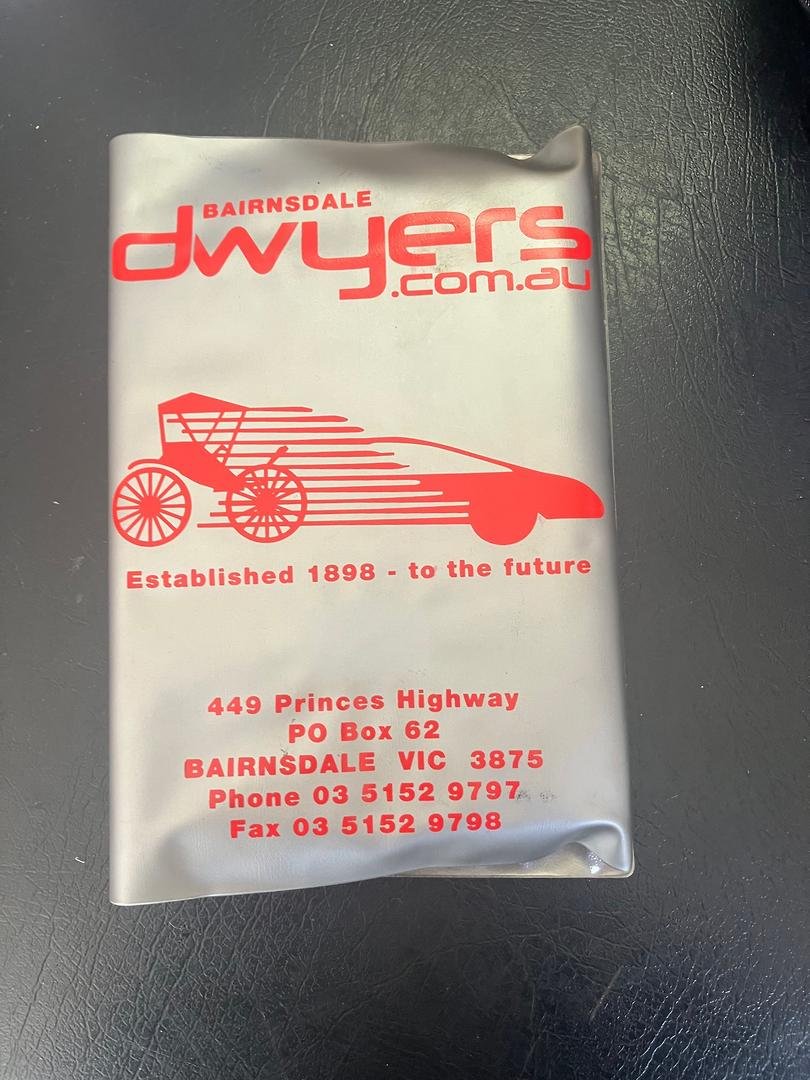 BAIRNSDALE
dwyers
.com.au
Established 1898 - to the future
449 Princes Highway
PO Box 62
BAIRNSDALE VIC 3875
Phone 03 5152 9797
Fax 03 5152 9798